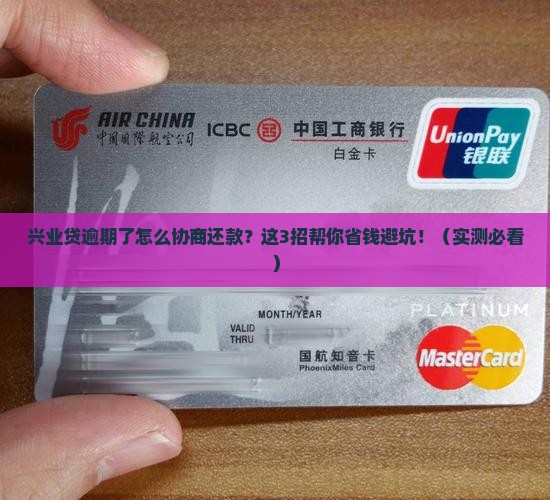 AIR CHINA
中国国际航空公司
ICBC 中国工商银行
白金卡
UnionPay
银联
兴业贷逾期了怎么协商还款？这3招帮你省钱避坑！（实测必看
）
PLATINUM
MONTH/YEAR
VALID
THRU
国航知音卡
PhoenixMiles Card
MasterCard